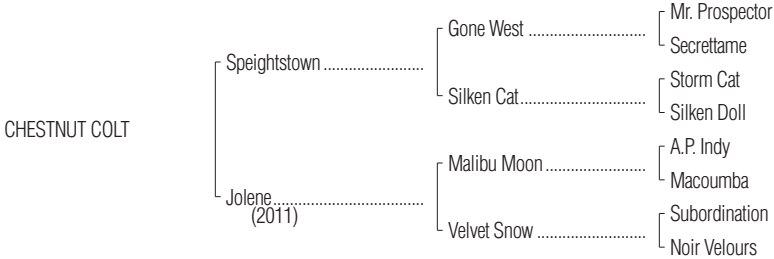 Mr. Prospector
Gone West ..............................
Secrettame
Speightstown .........................
Storm Cat
Silken Cat................................
Silken Doll
CHESTNUT COLT
A.P. Indy
Malibu Moon ..........................
Macoumba
Jolene......................................
(2011)
Subordination
Velvet Snow ............................
Noir Velours